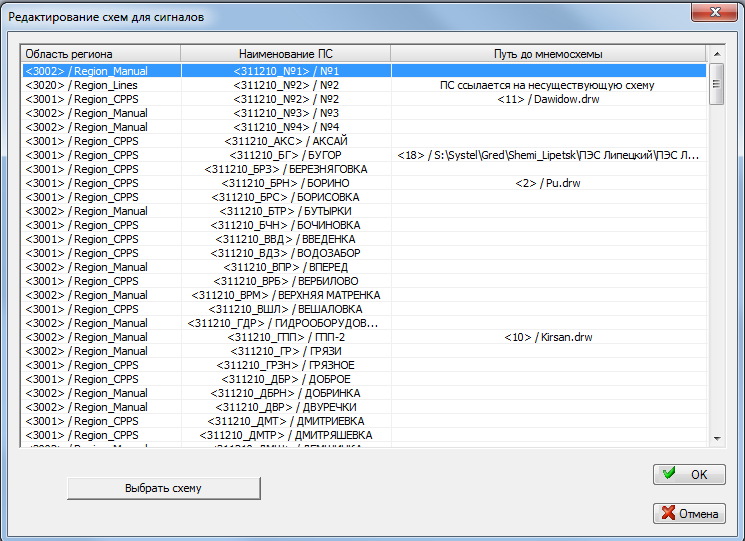 Редактирование схем для сигналов
Область региона Наименование ПС Путь до мнемосхемы
<3002> / Region_Manual <311210_№1> / №1
<3020> / Region_Lines <311210_№2> / №2 ПС ссылается на несуществующую схему
<3001> / Region_CPPS <311210_№2> / №2 <11> / Dawidow.drw
<3002> / Region_Manual <311210_№3> / №3
<3002> / Region_Manual <311210_№4> / №4
<3001> / Region_CPPS <311210_АКС> / АКСАЙ
<3001> / Region_CPPS <311210_БГ> / БУГОР <18> / S:\Systel\Gred\Shemi_Lipetsk\ПЭС Липецкий\ПЭС Л...
<3001> / Region_CPPS <311210_БРЗ> / БЕРЕЗНЯГОВКА
<3001> / Region_CPPS <311210_БРН> / БОРИНО <2> / Pu.drw
<3001> / Region_CPPS <311210_БРС> / БОРИСОВКА
<3002> / Region_Manual <311210_БТР> / БУТЫРКИ
<3001> / Region_CPPS <311210_БЧН> / БОЧИНОВКА
<3001> / Region_CPPS <311210_ВВД> / ВВЕДЕНКА
<3001> / Region_CPPS <311210_ВДЗ> / ВОДОЗАБОР
<3002> / Region_Manual <311210_ВПР> / ВПЕРЕД
<3001> / Region_CPPS <311210_ВРБ> / ВЕРБИЛОВО
<3002> / Region_Manual <311210_ВРМ> / ВЕРХНЯЯ МАТРЕНКА
<3001> / Region_CPPS <311210_ВШЛ> / ВЕШАЛОВКА
<3002> / Region_Manual <311210_ГДР> / ГИДРООБОРУДОВ...
<3002> / Region_Manual <311210_ГПП> / ГПП-2 <10> / Kirsan.drw
<3002> / Region_Manual <311210_ГР> / ГРЯЗИ
<3001> / Region_CPPS <311210_ГРЗН> / ГРЯЗНОЕ
<3001> / Region_CPPS <311210_ДБР> / ДОБРОЕ
<3002> / Region_Manual <311210_ДБРН> / ДОБРИНКА
<3002> / Region_Manual <311210_ДВР> / ДВУРЕЧКИ
<3001> / Region_CPPS <311210_ДМТ> / ДМИТРИЕВКА
<3001> / Region_CPPS <311210_ДМТР> / ДМИТРЯШЕВКА
<3002> / Region_Manual
Выбрать схему
OK
Отмена